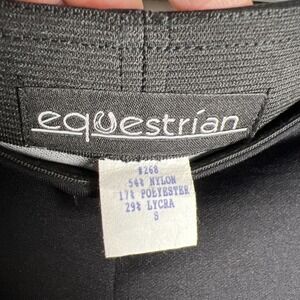 equestrian
#268
54% NYLON
17% POLYESTER
29% LYCRA
S